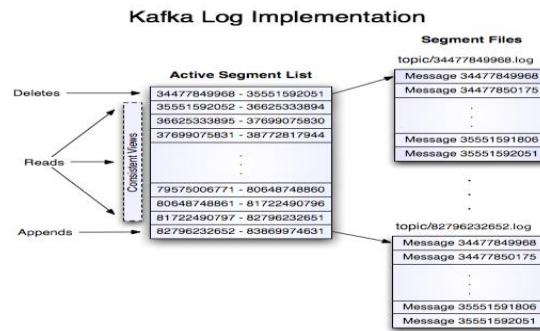 Kafka Log Implementation
Segment Files
topic/34477849968.log
Active Segment List
Deletes
34477849968 - 35551592051
35551592052 - 36625333894
36625333895 - 37699075830
37699075831 - 38772817944
Reads
Consistent Views
79575006771 - 80648748860
80648748861 - 81722490796
81722490797 - 82796232651
Appends
82796232652 - 83869974631
Message 34477849968
Message 34477850175
Message 35551591806
Message 35551592051
topic/82796232652.log
Message 34477849968
Message 34477850175
Message 35551591806
Message 35551592051